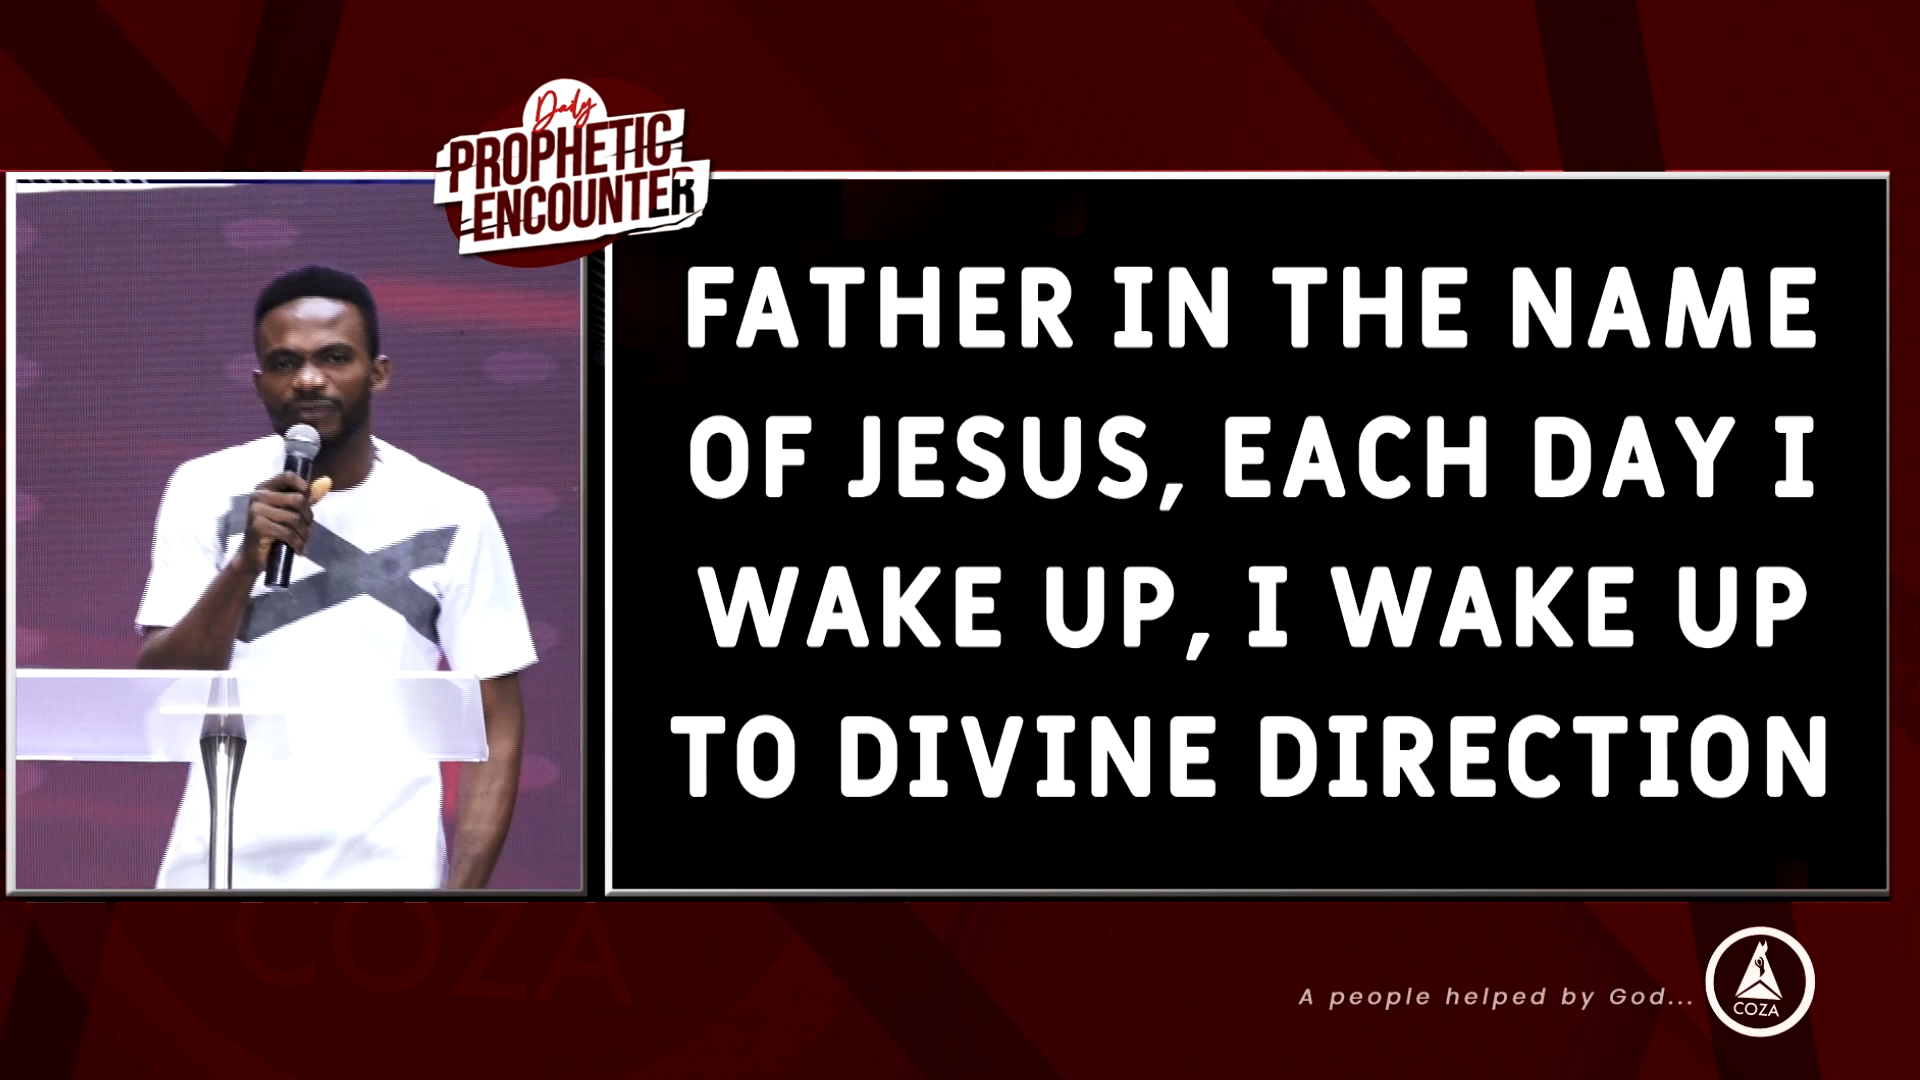 Daily
PROPHETIC
ENCOUNTER
FATHER IN THE NAME
OF JESUS, EACH DAY I
WAKE UP, I WAKE UP
TO DIVINE DIRECTION
COZA
A people helped by God...
COZA